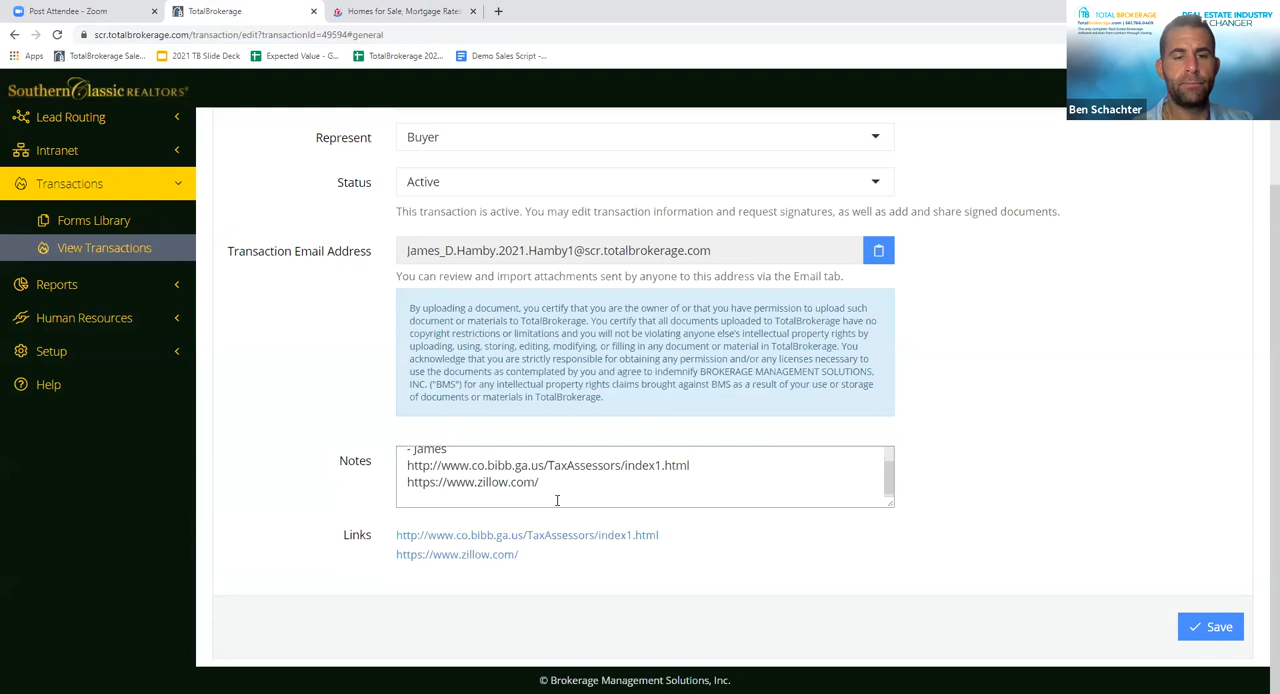 Post Attendee - Zoom
TotalBrokerage
Homes for Sale, Mortgage Rate
scr.totalbrokerage.com/transaction/edit?transactionId=49594#general
Apps
TotalBrokerage Sale...
2021 TB Slide Deck
Expected Value - G...
TotalBrokerage 202...
Demo Sales Script -...
TOTAL BROKERAGE
REAL ESTATE INDUSTRY
Ben Schachter
Southern Classic REALTORS®
Lead Routing
Intranet
Transactions
Forms Library
View Transactions
Reports
Human Resources
Setup
Help
Represent
Buyer
Status
Active
This transaction is active. You may edit transaction information and request signatures, as well as add and share signed documents.
Transaction Email Address
James_D.Hamby.2021.Hamby1@scr.totalbrokerage.com
You can review and import attachments sent by anyone to this address via the Email tab.
By uploading a document, you certify that you are the owner of or that you have permission to upload such
document or materials to TotalBrokerage. You certify that all documents uploaded to TotalBrokerage have no
copyright restrictions or limitations and you will not be violating anyone else's intellectual property rights by
uploading, using, storing, editing, modifying, or filling in any document or material in TotalBrokerage. You
acknowledge that you are strictly responsible for obtaining any permission and/or any licenses necessary to
use the documents as contemplated by you and agree to indemnify BROKERAGE MANAGEMENT SOLUTIONS,
INC. ("BMS") for any intellectual property rights claims brought against BMS as a result of your use or storage
of documents or materials in TotalBrokerage.
Notes
- James
http://www.co.bibb.ga.us/TaxAssessors/index1.html
https://www.zillow.com/
Links
http://www.co.bibb.ga.us/TaxAssessors/index1.html
https://www.zillow.com/
Save
© Brokerage Management Solutions, Inc.